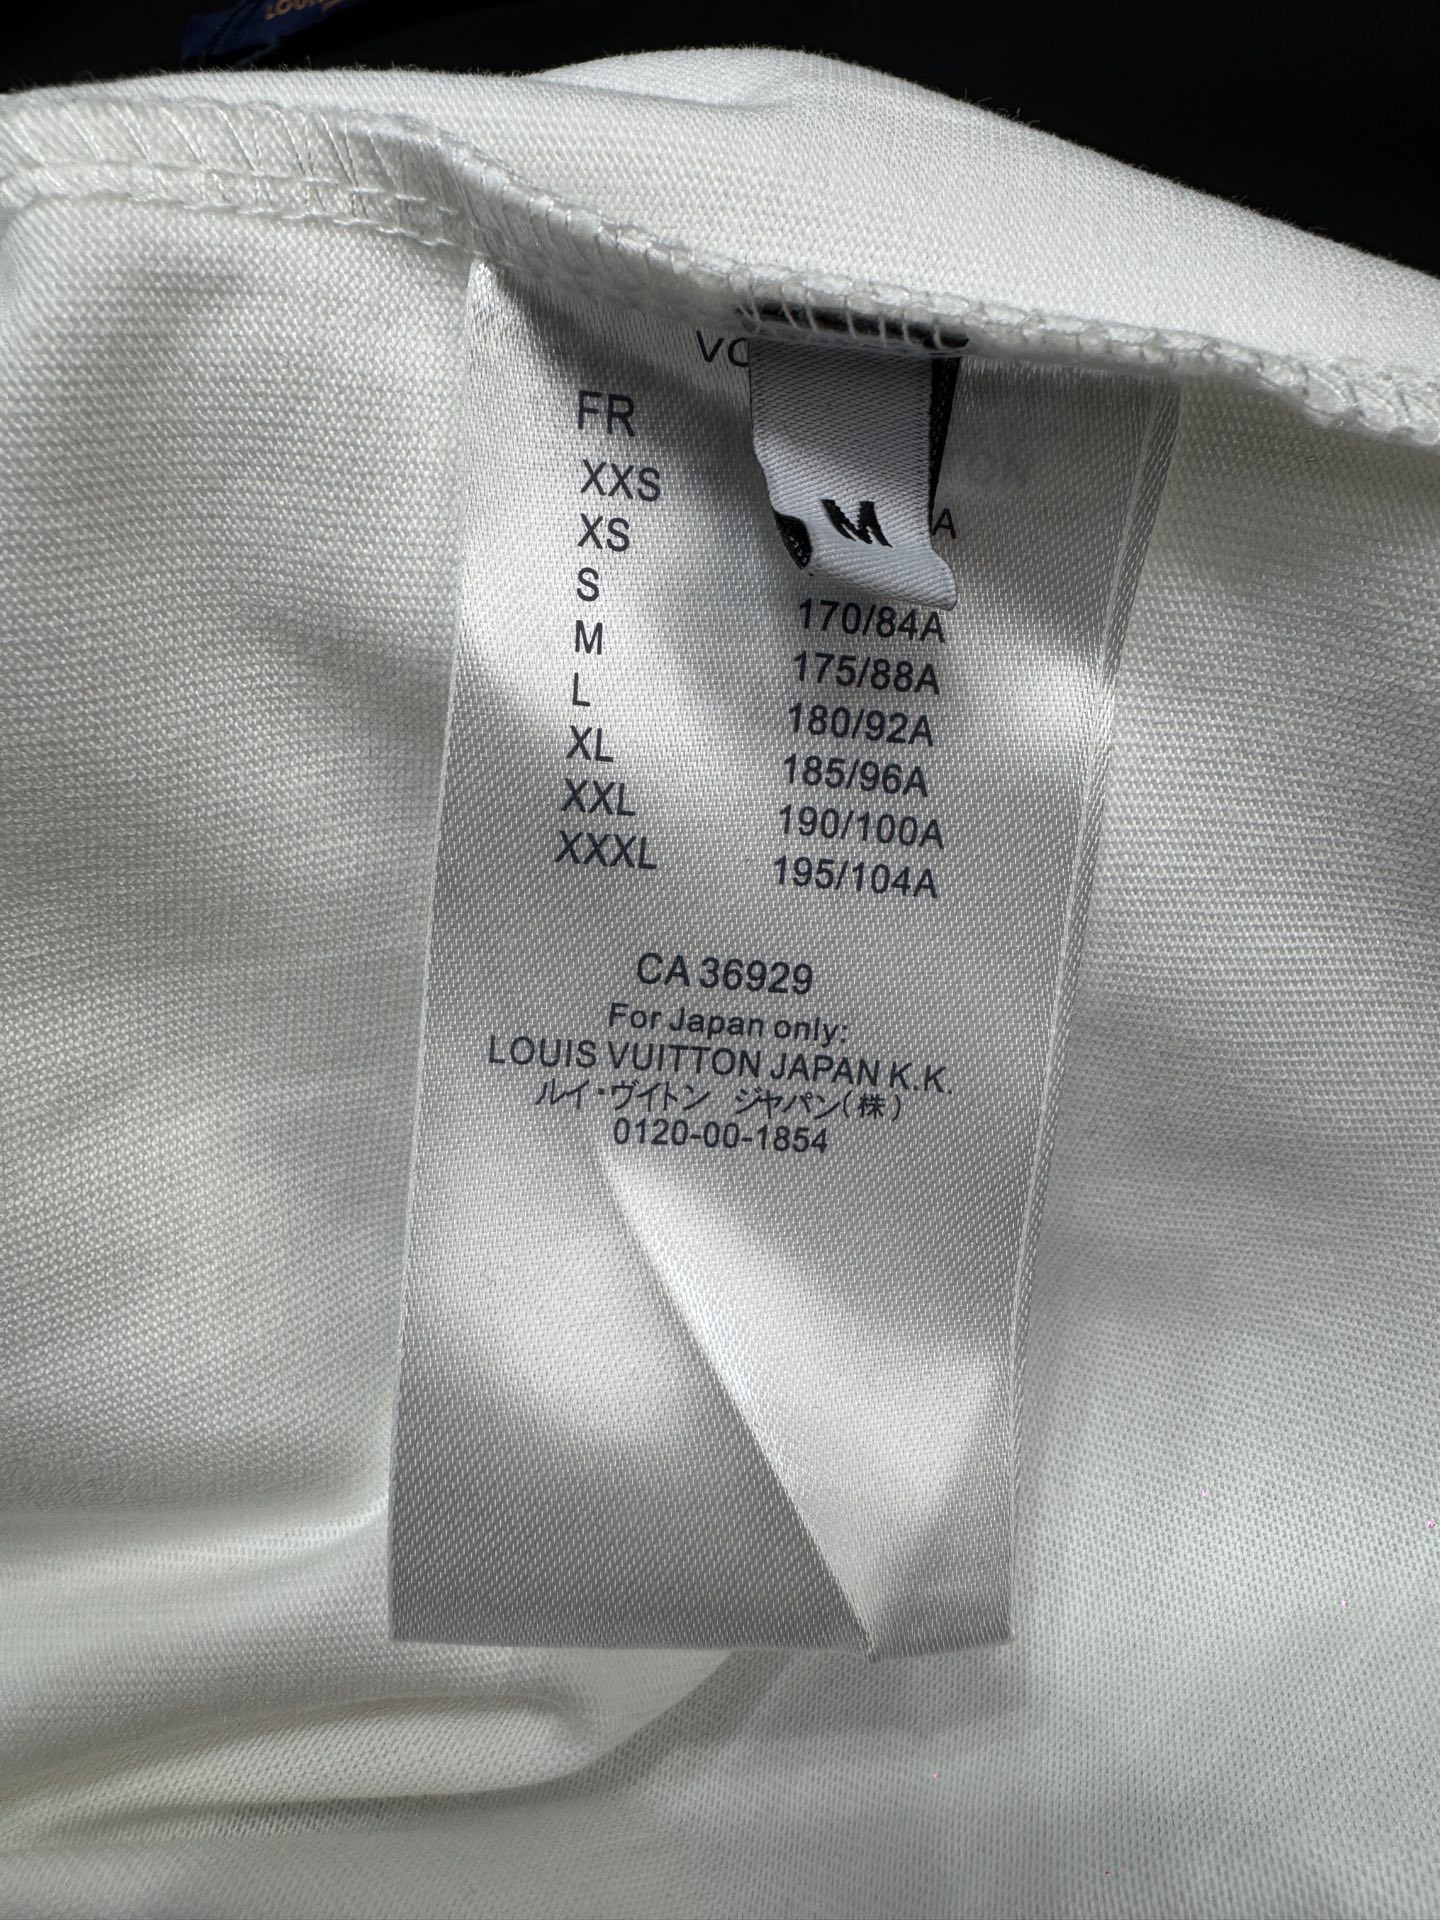 M
FR
XXS
XS
S 170/84A
M 175/88A
L 180/92A
XL 185/96A
XXL 190/100A
XXXL 195/104A
CA 36929
For Japan only:
LOUIS VUITTON JAPAN K.K.
ルイ・ヴイトン ジヤパン(株)
0120-00-1854